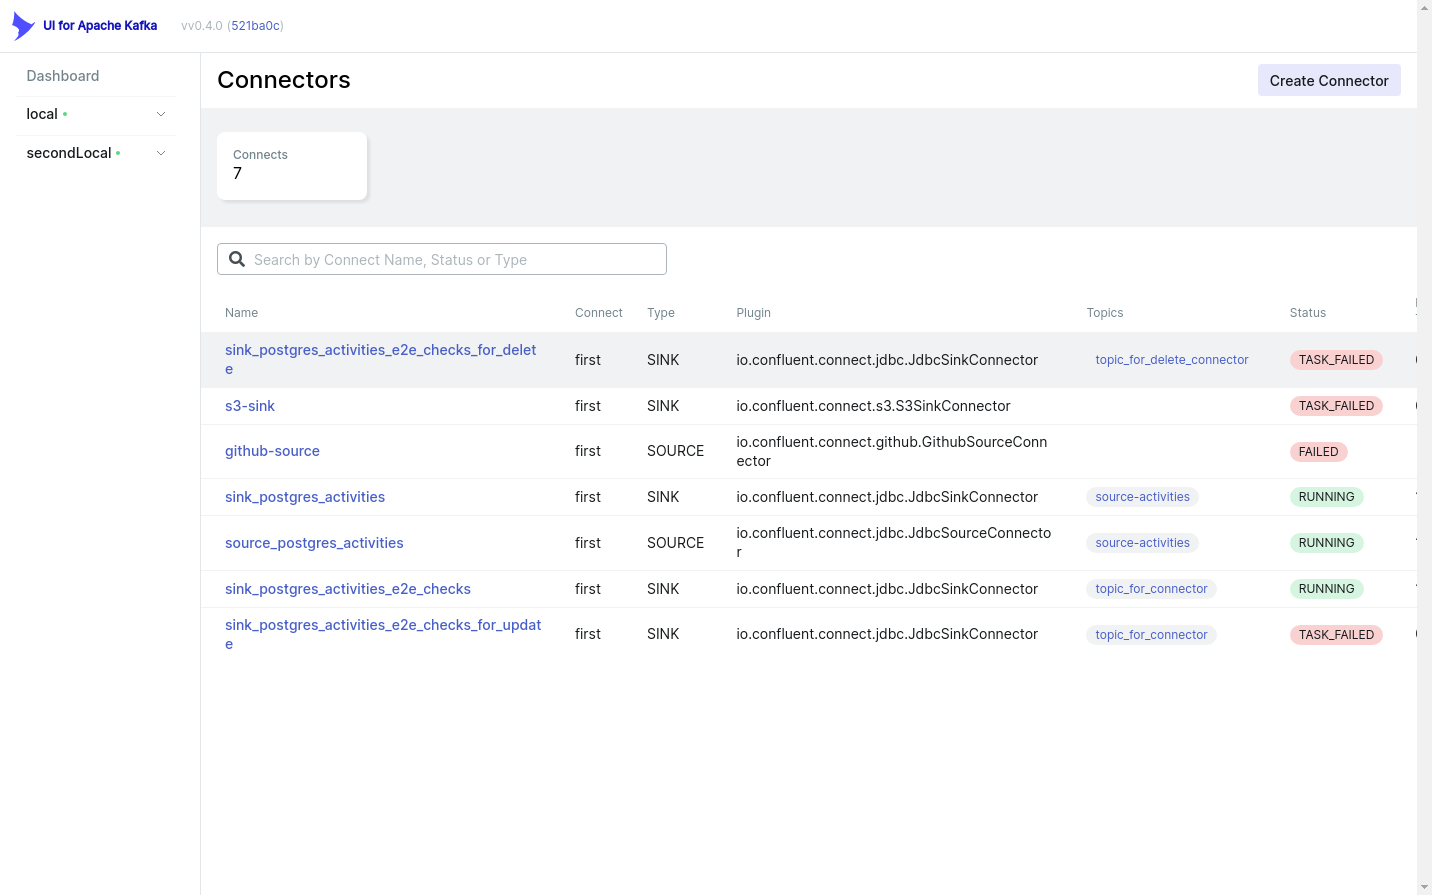 UI for Apache Kafka vv0.4.0 (521ba0c)
Dashboard
local
secondLocal
Connectors
Create Connector
Connects
7
Search by Connect Name, Status or Type
Name Connect Type Plugin Topics Status
sink_postgres_activities_e2e_checks_for_delet
e
first SINK io.confluent.connect.jdbc.JdbcSinkConnector topic_for_delete_connector TASK_FAILED
s3-sink first SINK io.confluent.connect.s3.S3SinkConnector TASK_FAILED
github-source first SOURCE io.confluent.connect.github.GithubSourceConn
ector
FAILED
sink_postgres_activities first SINK io.confluent.connect.jdbc.JdbcSinkConnector source-activities RUNNING
source_postgres_activities first SOURCE io.confluent.connect.jdbc.JdbcSourceConnecto
r
source-activities RUNNING
sink_postgres_activities_e2e_checks first SINK io.confluent.connect.jdbc.JdbcSinkConnector topic_for_connector RUNNING
sink_postgres_activities_e2e_checks_for_updat
e
first SINK io.confluent.connect.jdbc.JdbcSinkConnector topic_for_connector TASK_FAILED